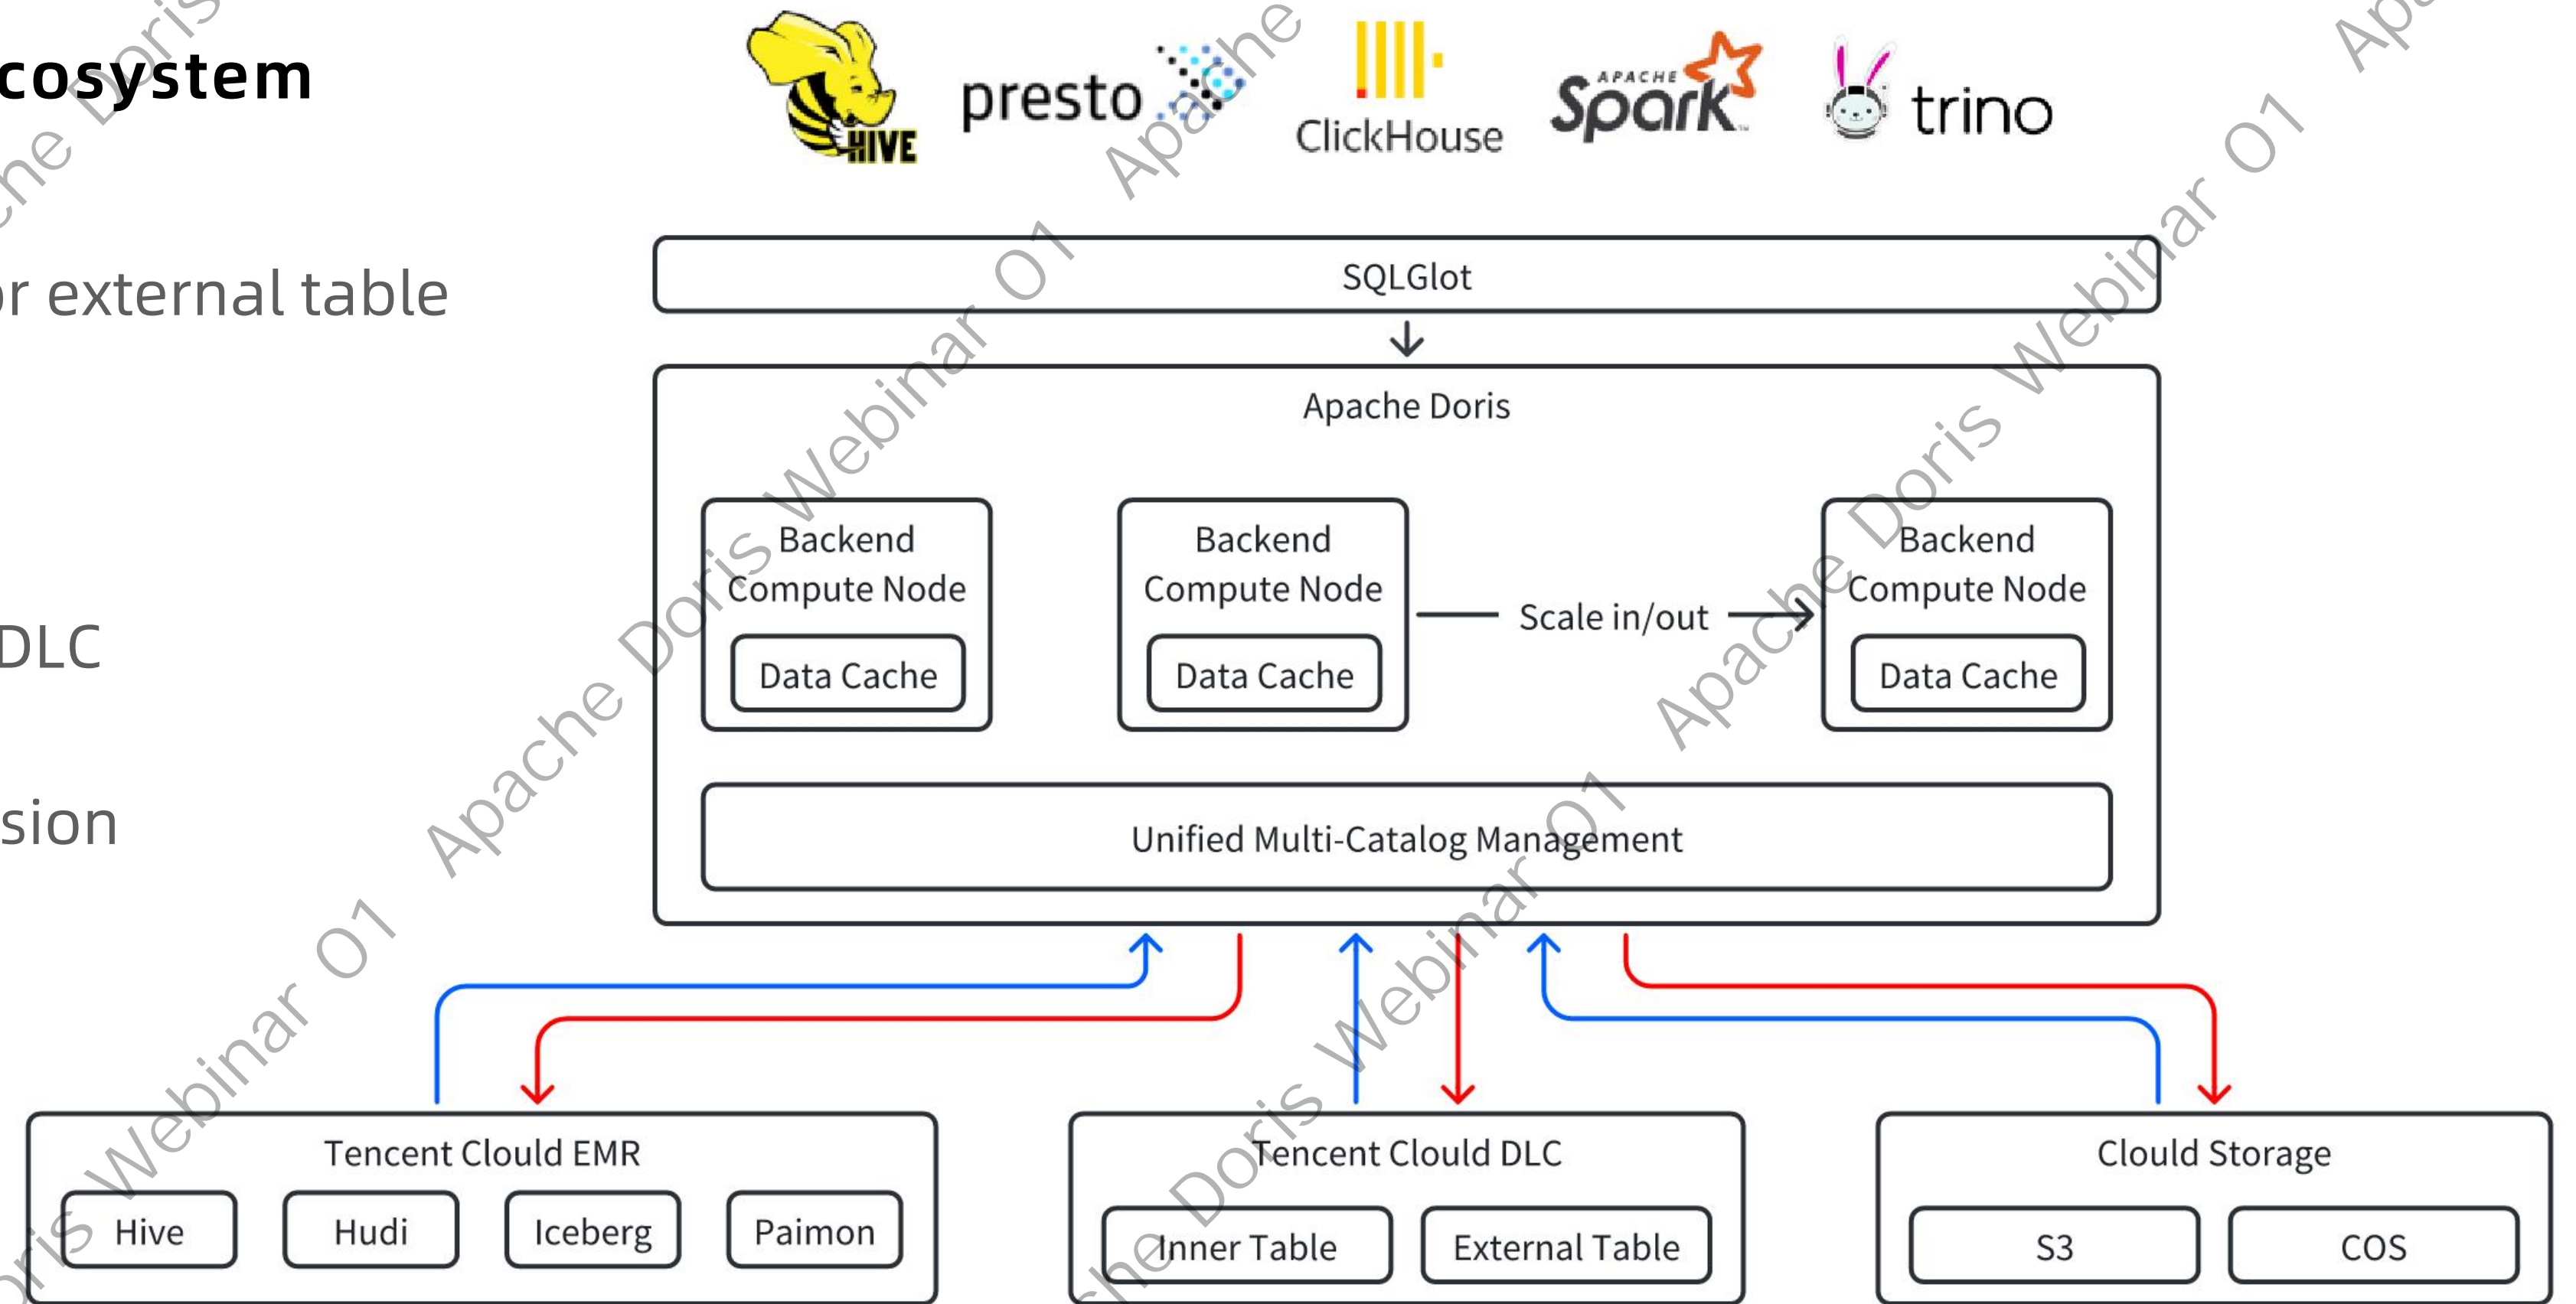 cosystem
or external table
DLC
sion
HIVE
presto
ClickHouse
APACHE
Spark
trino
SQLGlot
Apache Doris
Backend
Compute Node
Data Cache
Backend
Compute Node
Data Cache
Scale in/out
Backend
Compute Node
Data Cache
Unified Multi-Catalog Management
Tencent Clould EMR
Hive
Hudi
Iceberg
Paimon
Tencent Clould DLC
Inner Table
External Table
Clould Storage
S3
COS
Apache Doris Webinar 01
Apache Doris Webinar 01
Apache Doris Webinar 01